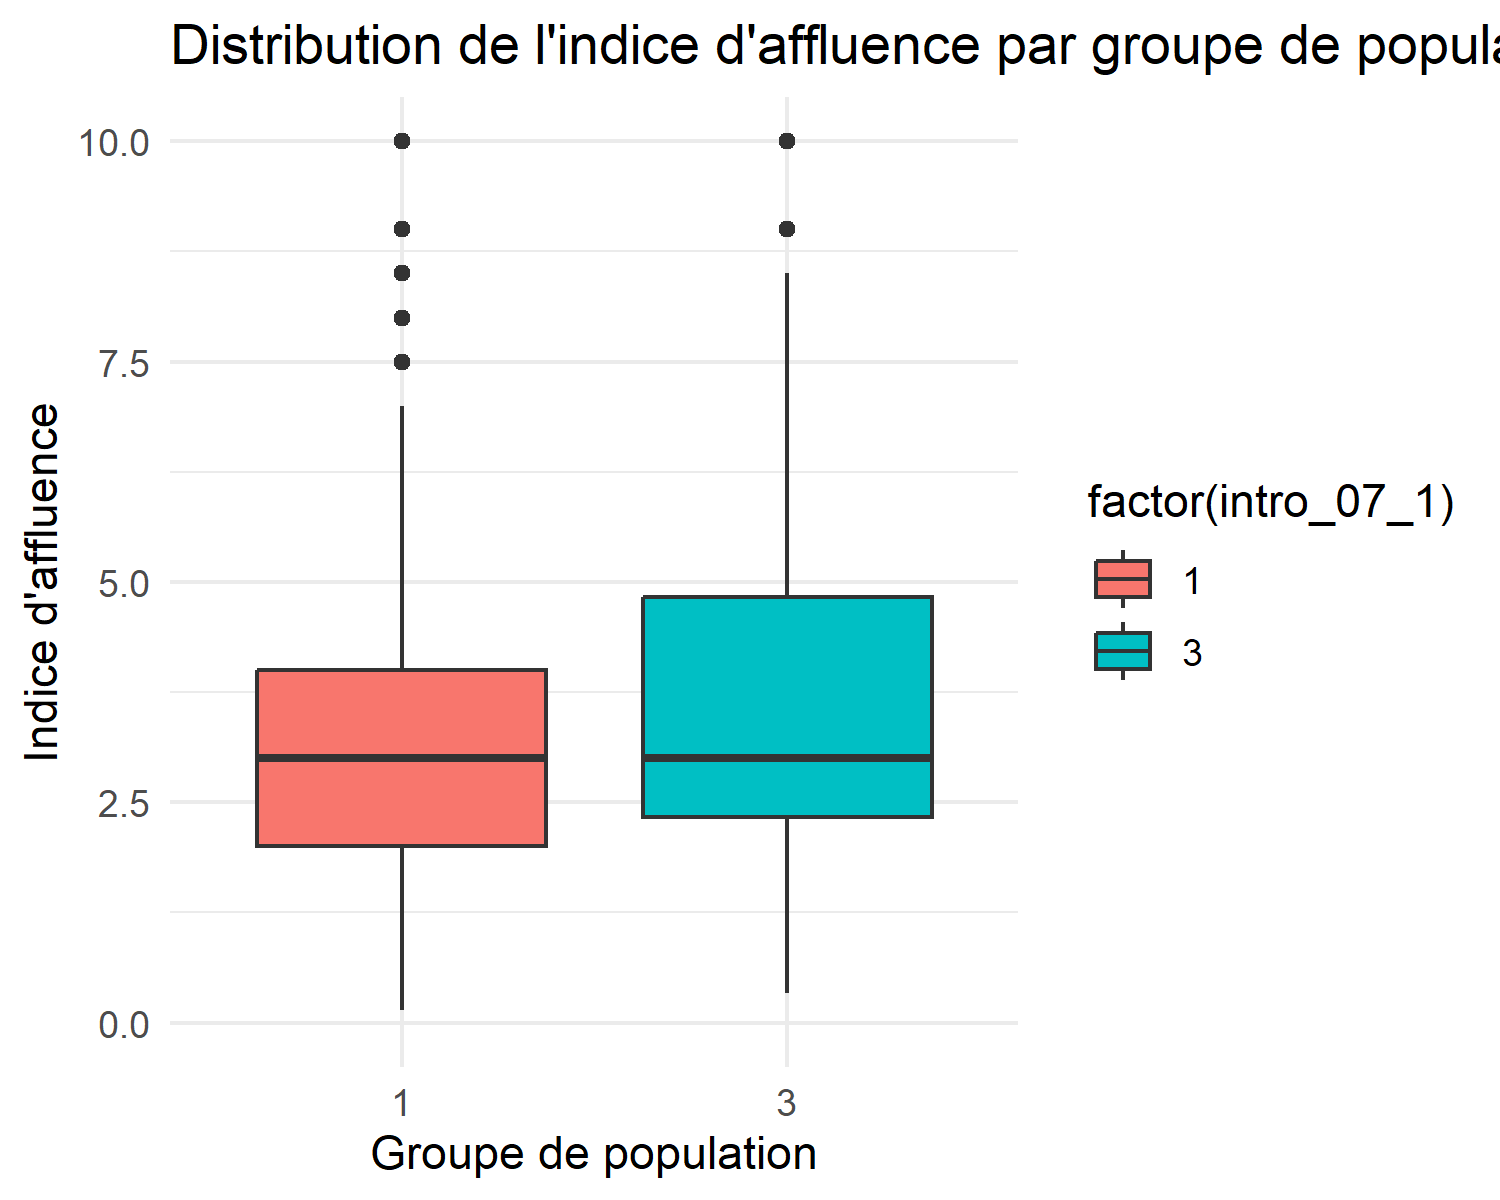 Distribution de l'indice d'affluence par groupe de popula
10.0
7.5
5.0
2.5
0.0
Indice d'affluence
1
3
Groupe de population
factor(intro_07_1)
1
3